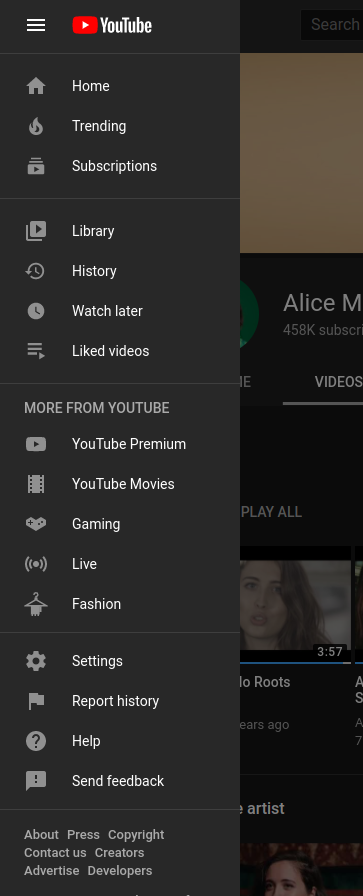 YouTube
Search
Home
Trending
Subscriptions
Library
History
Watch later
Liked videos
Alice M
458K subscri
ME
VIDEOS
MORE FROM YOUTUBE
YouTube Premium
YouTube Movies
Gaming
Live
Fashion
PLAY ALL
3:57
Roots
ears ago
Settings
Report history
Help
Send feedback
e artist
About Press Copyright
Contact us Creators
Advertise Developers